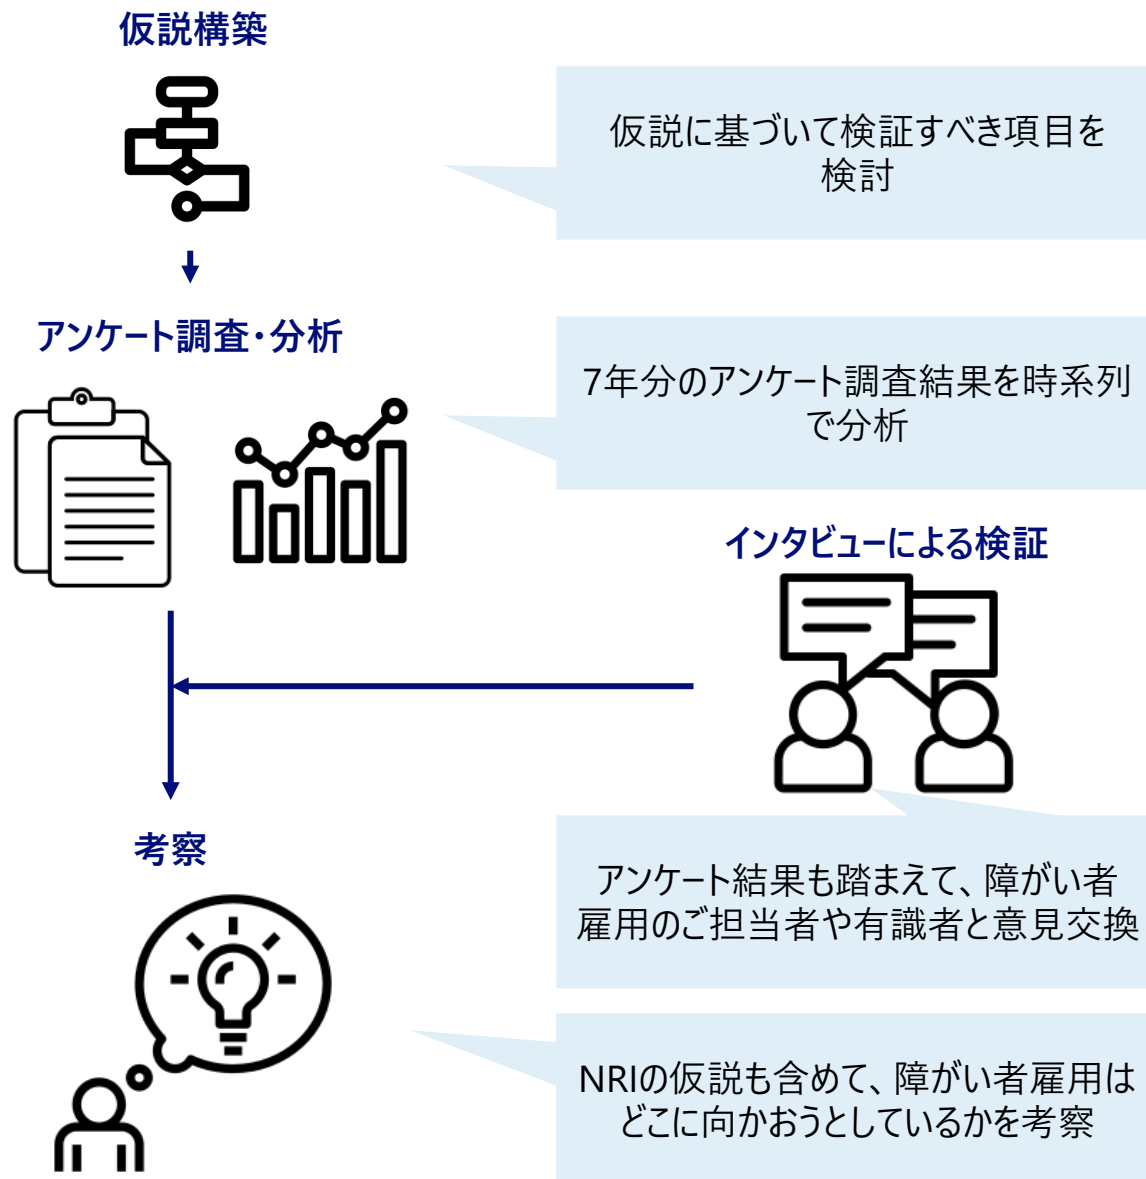 仮説構築
仮説に基づいて検証すべき項目を
検討
アンケート調査・分析
7年分のアンケート調査結果を時系列
で分析
インタビューによる検証
アンケート結果も踏まえて、障がい者
雇用のご担当者や有識者と意見交換
考察
NRIの仮説も含めて、障がい者雇用は
どこに向かおうとしているかを考察